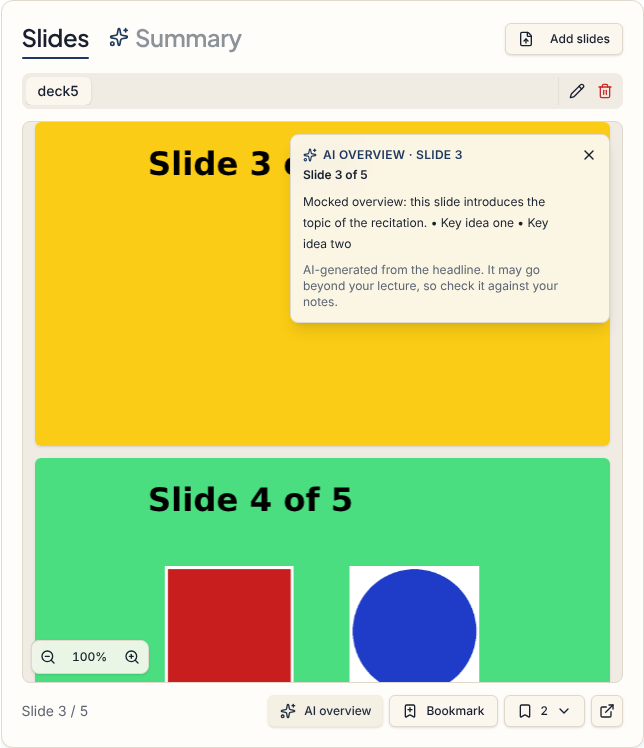 Slides Summary Add slides
deck5
Slide 3
AI OVERVIEW · SLIDE 3
Slide 3 of 5
Mocked overview: this slide introduces the
topic of the recitation. • Key idea one • Key
idea two
AI-generated from the headline. It may go
beyond your lecture, so check it against your
notes.
Slide 4 of 5
100%
Slide 3 / 5 AI overview Bookmark 2